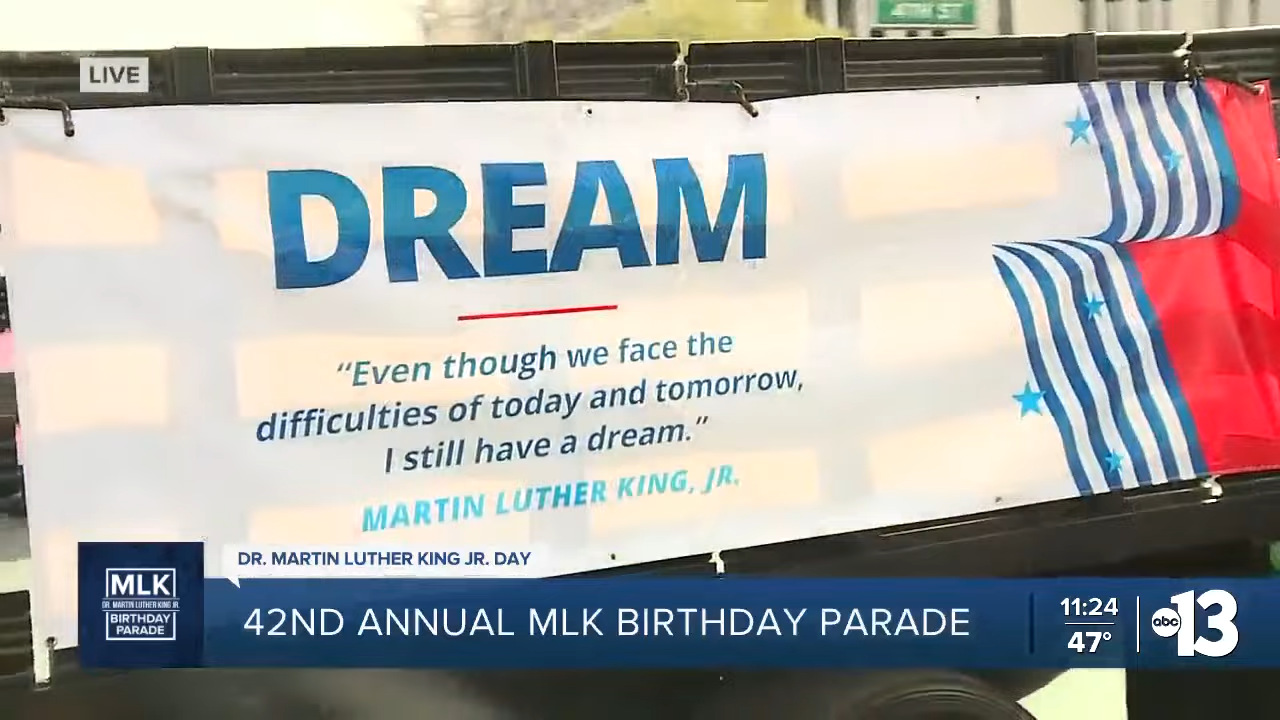 4TH ST
LIVE
DREAM
“Even though we face the
difficulties of today and tomorrow,
I still have a dream.”
MARTIN LUTHER KING, JR.
DR. MARTIN LUTHER KING JR. DAY
MLK
DR. MARTIN LUTHER KING JR.
BIRTHDAY
PARADE
42ND ANNUAL MLK BIRTHDAY PARADE
11:24
47°
abc 13